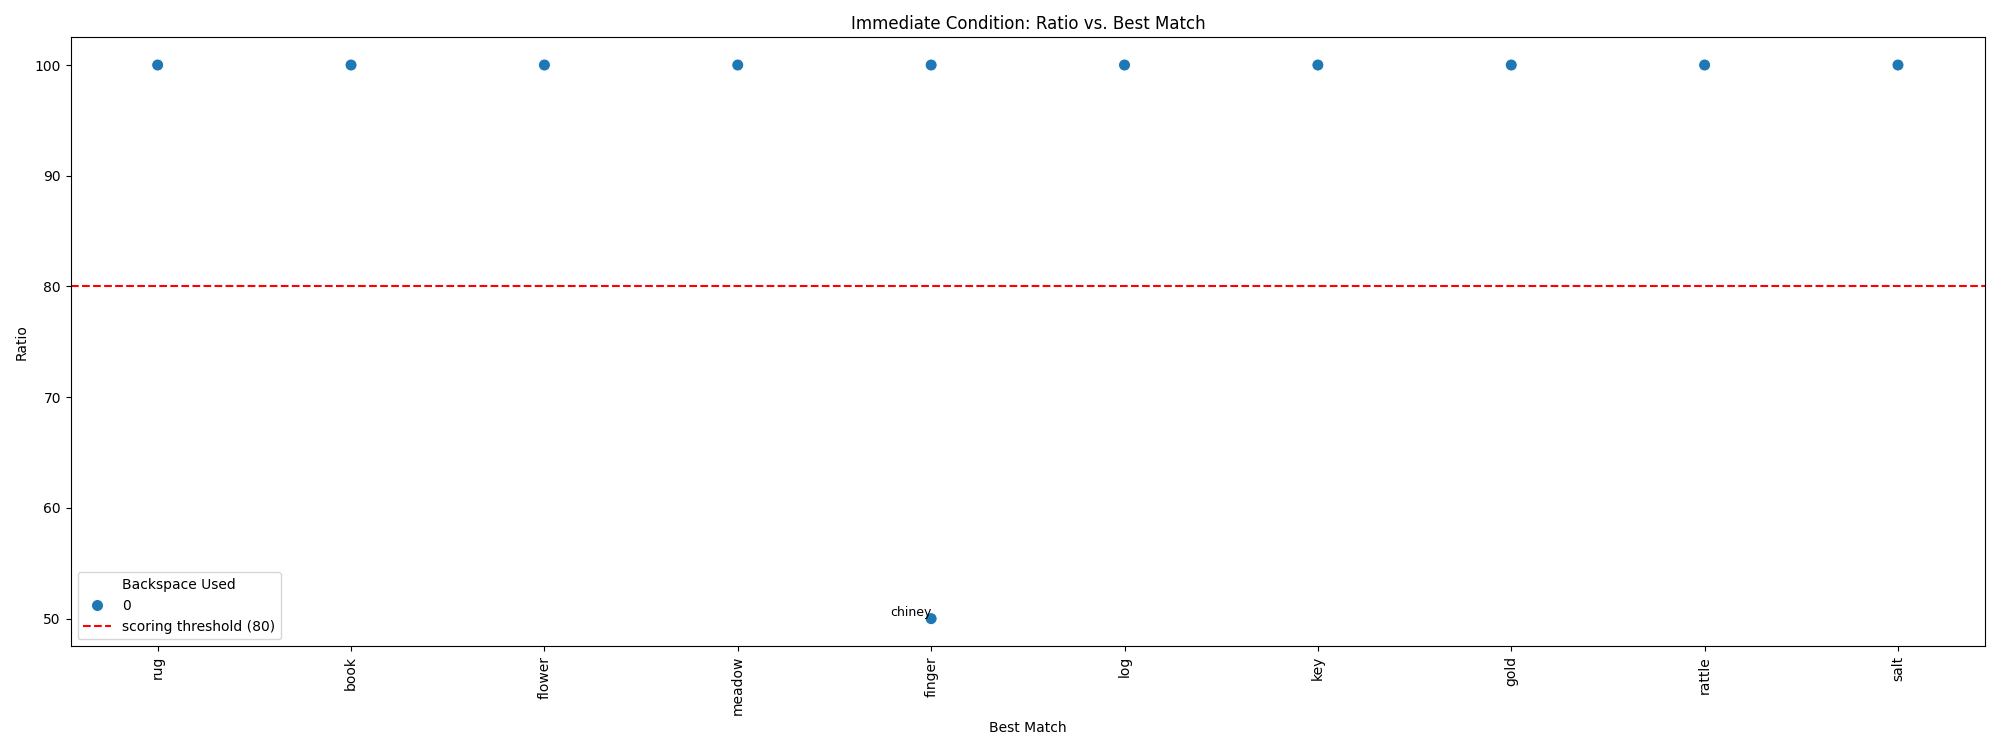 Immediate Condition: Ratio vs. Best Match
Ratio
100
90
80
70
60
50
chiney
Backspace Used
0
scoring threshold (80)
rug
book
flower
meadow
finger
log
key
gold
rattle
salt
Best Match